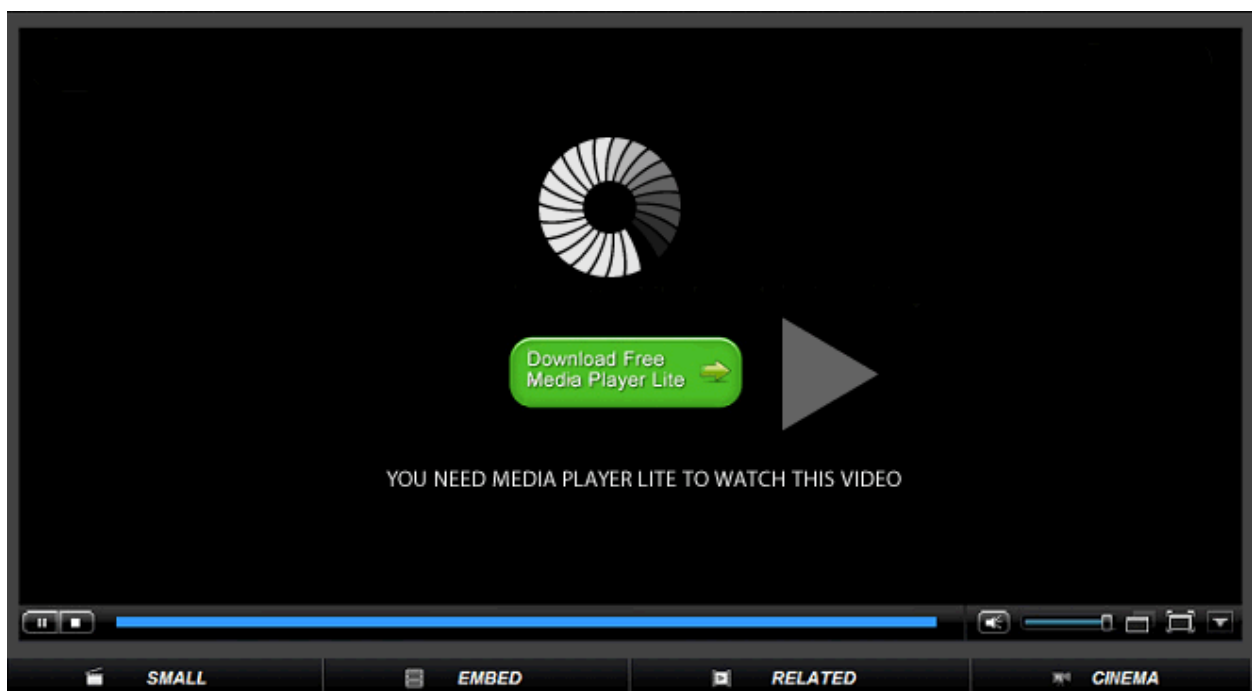 Download Free
Media Player Lite
YOU NEED MEDIA PLAYER LITE TO WATCH THIS VIDEO
SMALL
EMBED
RELATED
CINEMA